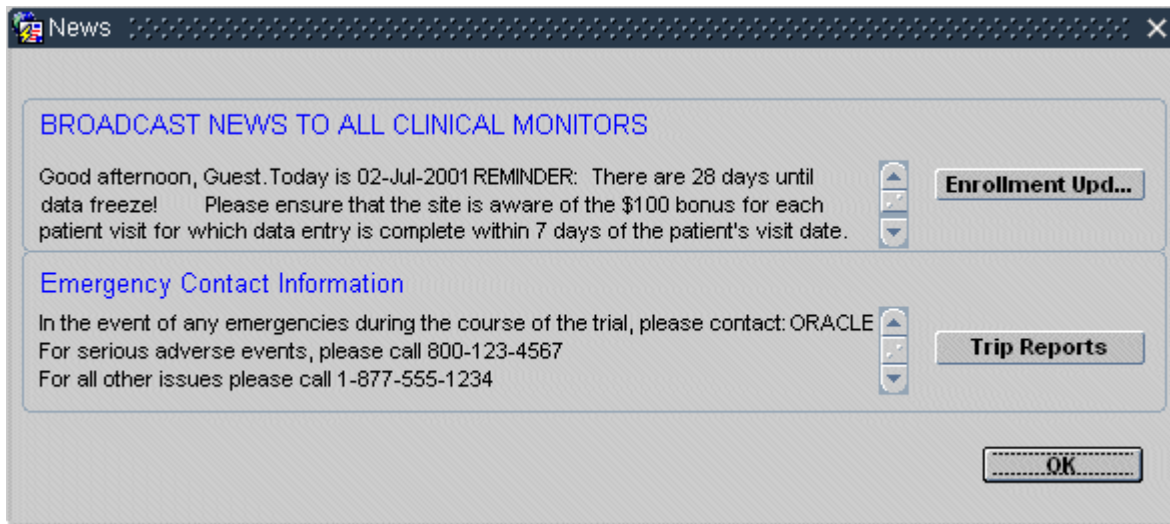 News
BROADCAST NEWS TO ALL CLINICAL MONITORS
Good afternoon, Guest.Today is 02-Jul-2001 REMINDER:  There are 28 days until
data freeze!      Please ensure that the site is aware of the $100 bonus for each
patient visit for which data entry is complete within 7 days of the patient's visit date.
Enrollment Upd...
Emergency Contact Information
In the event of any emergencies during the course of the trial, please contact: ORACLE
For serious adverse events, please call 800-123-4567
For all other issues please call 1-877-555-1234
Trip Reports
OK